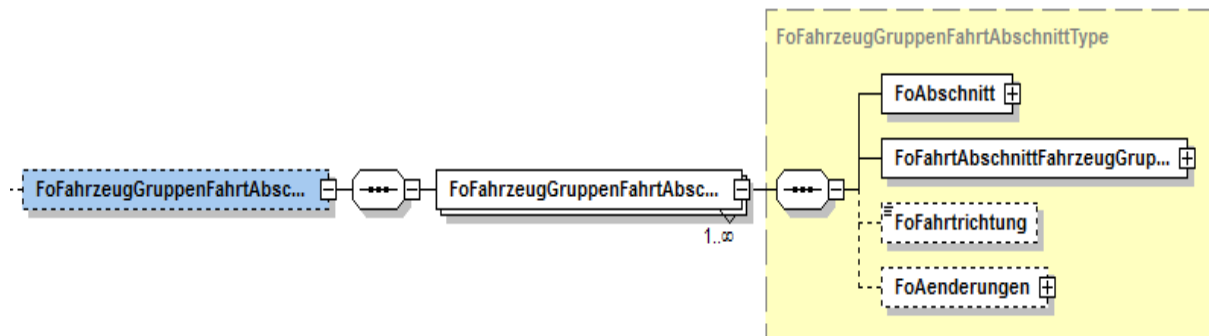 FoFahrzeugGruppenFahrtAbschnittType
FoAbschnitt
FoFahrtAbschnittFahrzeugGrup...
FoFahrzeugGruppenFahrtAbsc...
FoFahrzeugGruppenFahrtAbsc...
1..∞
FoFahrtrichtung
FoAenderungen